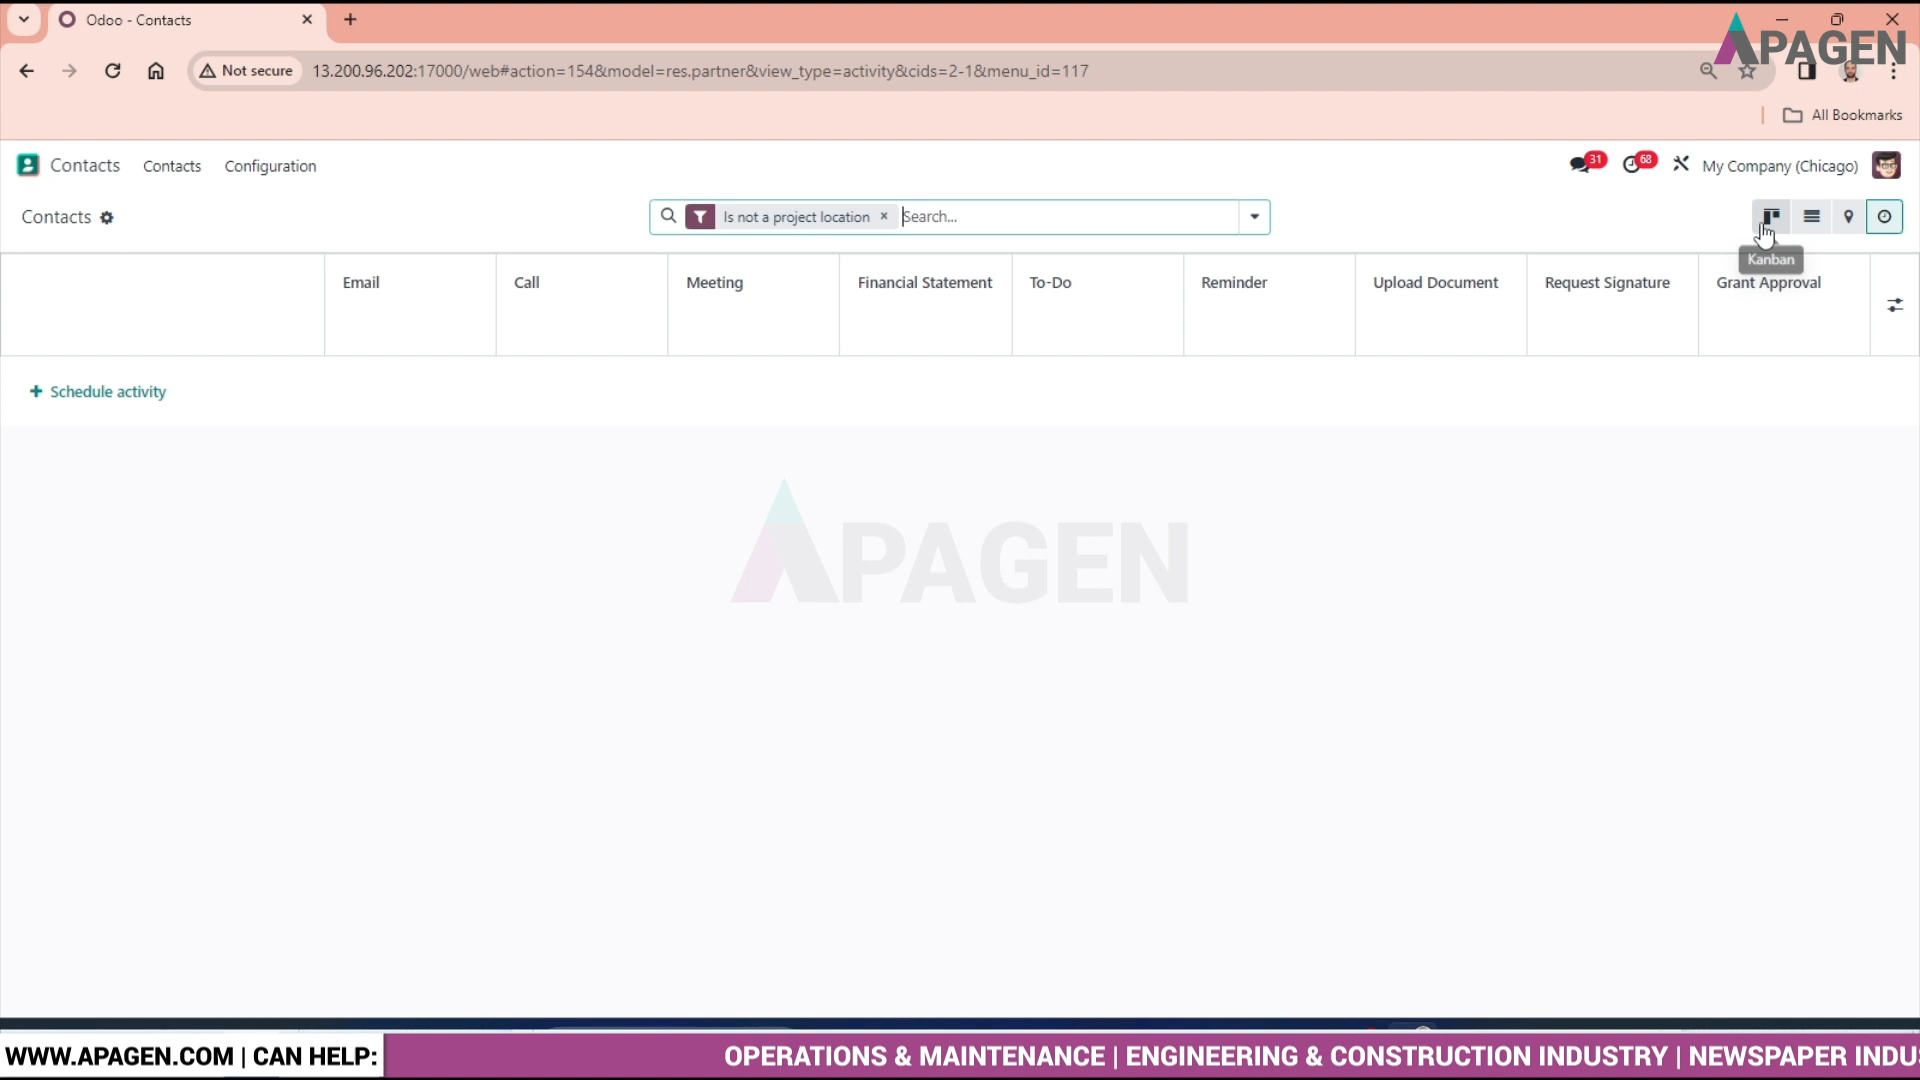 Odoo - Contacts
APAGEN
Not secure
13.200.96.202:17000/web#action=154&model=res.partner&view_type=activity&cids=2-1&menu_id=117
All Bookmarks
Contacts Contacts Configuration
31 68 My Company (Chicago)
Contacts
Is not a project location × Search...
Kanban
Email Call Meeting Financial Statement To-Do Reminder Upload Document Request Signature Grant Approval
+ Schedule activity
APAGEN
WWW.APAGEN.COM | CAN HELP: OPERATIONS & MAINTENANCE | ENGINEERING & CONSTRUCTION INDUSTRY | NEWSPAPER INDUS